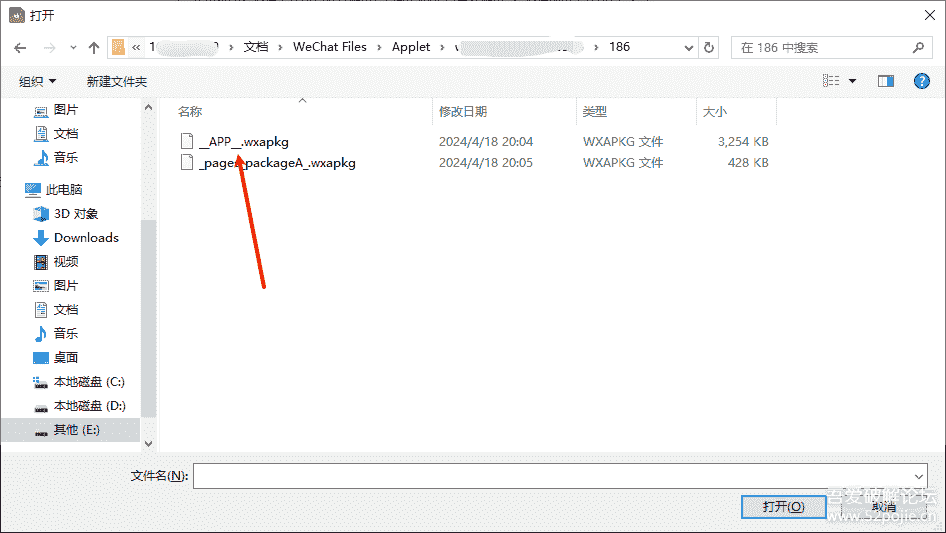 打开
« 1 › 文档 › WeChat Files › Applet › › 186
在 186 中搜索
组织 新建文件夹
图片
文档
音乐
此电脑
3D 对象
Downloads
视频
图片
文档
音乐
桌面
本地磁盘 (C:)
本地磁盘 (D:)
其他 (E:)
名称 修改日期 类型 大小
__APP__.wxapkg 2024/4/18 20:04 WXAPKG 文件 3,254 KB
_packageA_.wxapkg 2024/4/18 20:05 WXAPKG 文件 428 KB
文件名(N):
打开(O) 取消
吾爱破解论坛
www.52pojie.cn